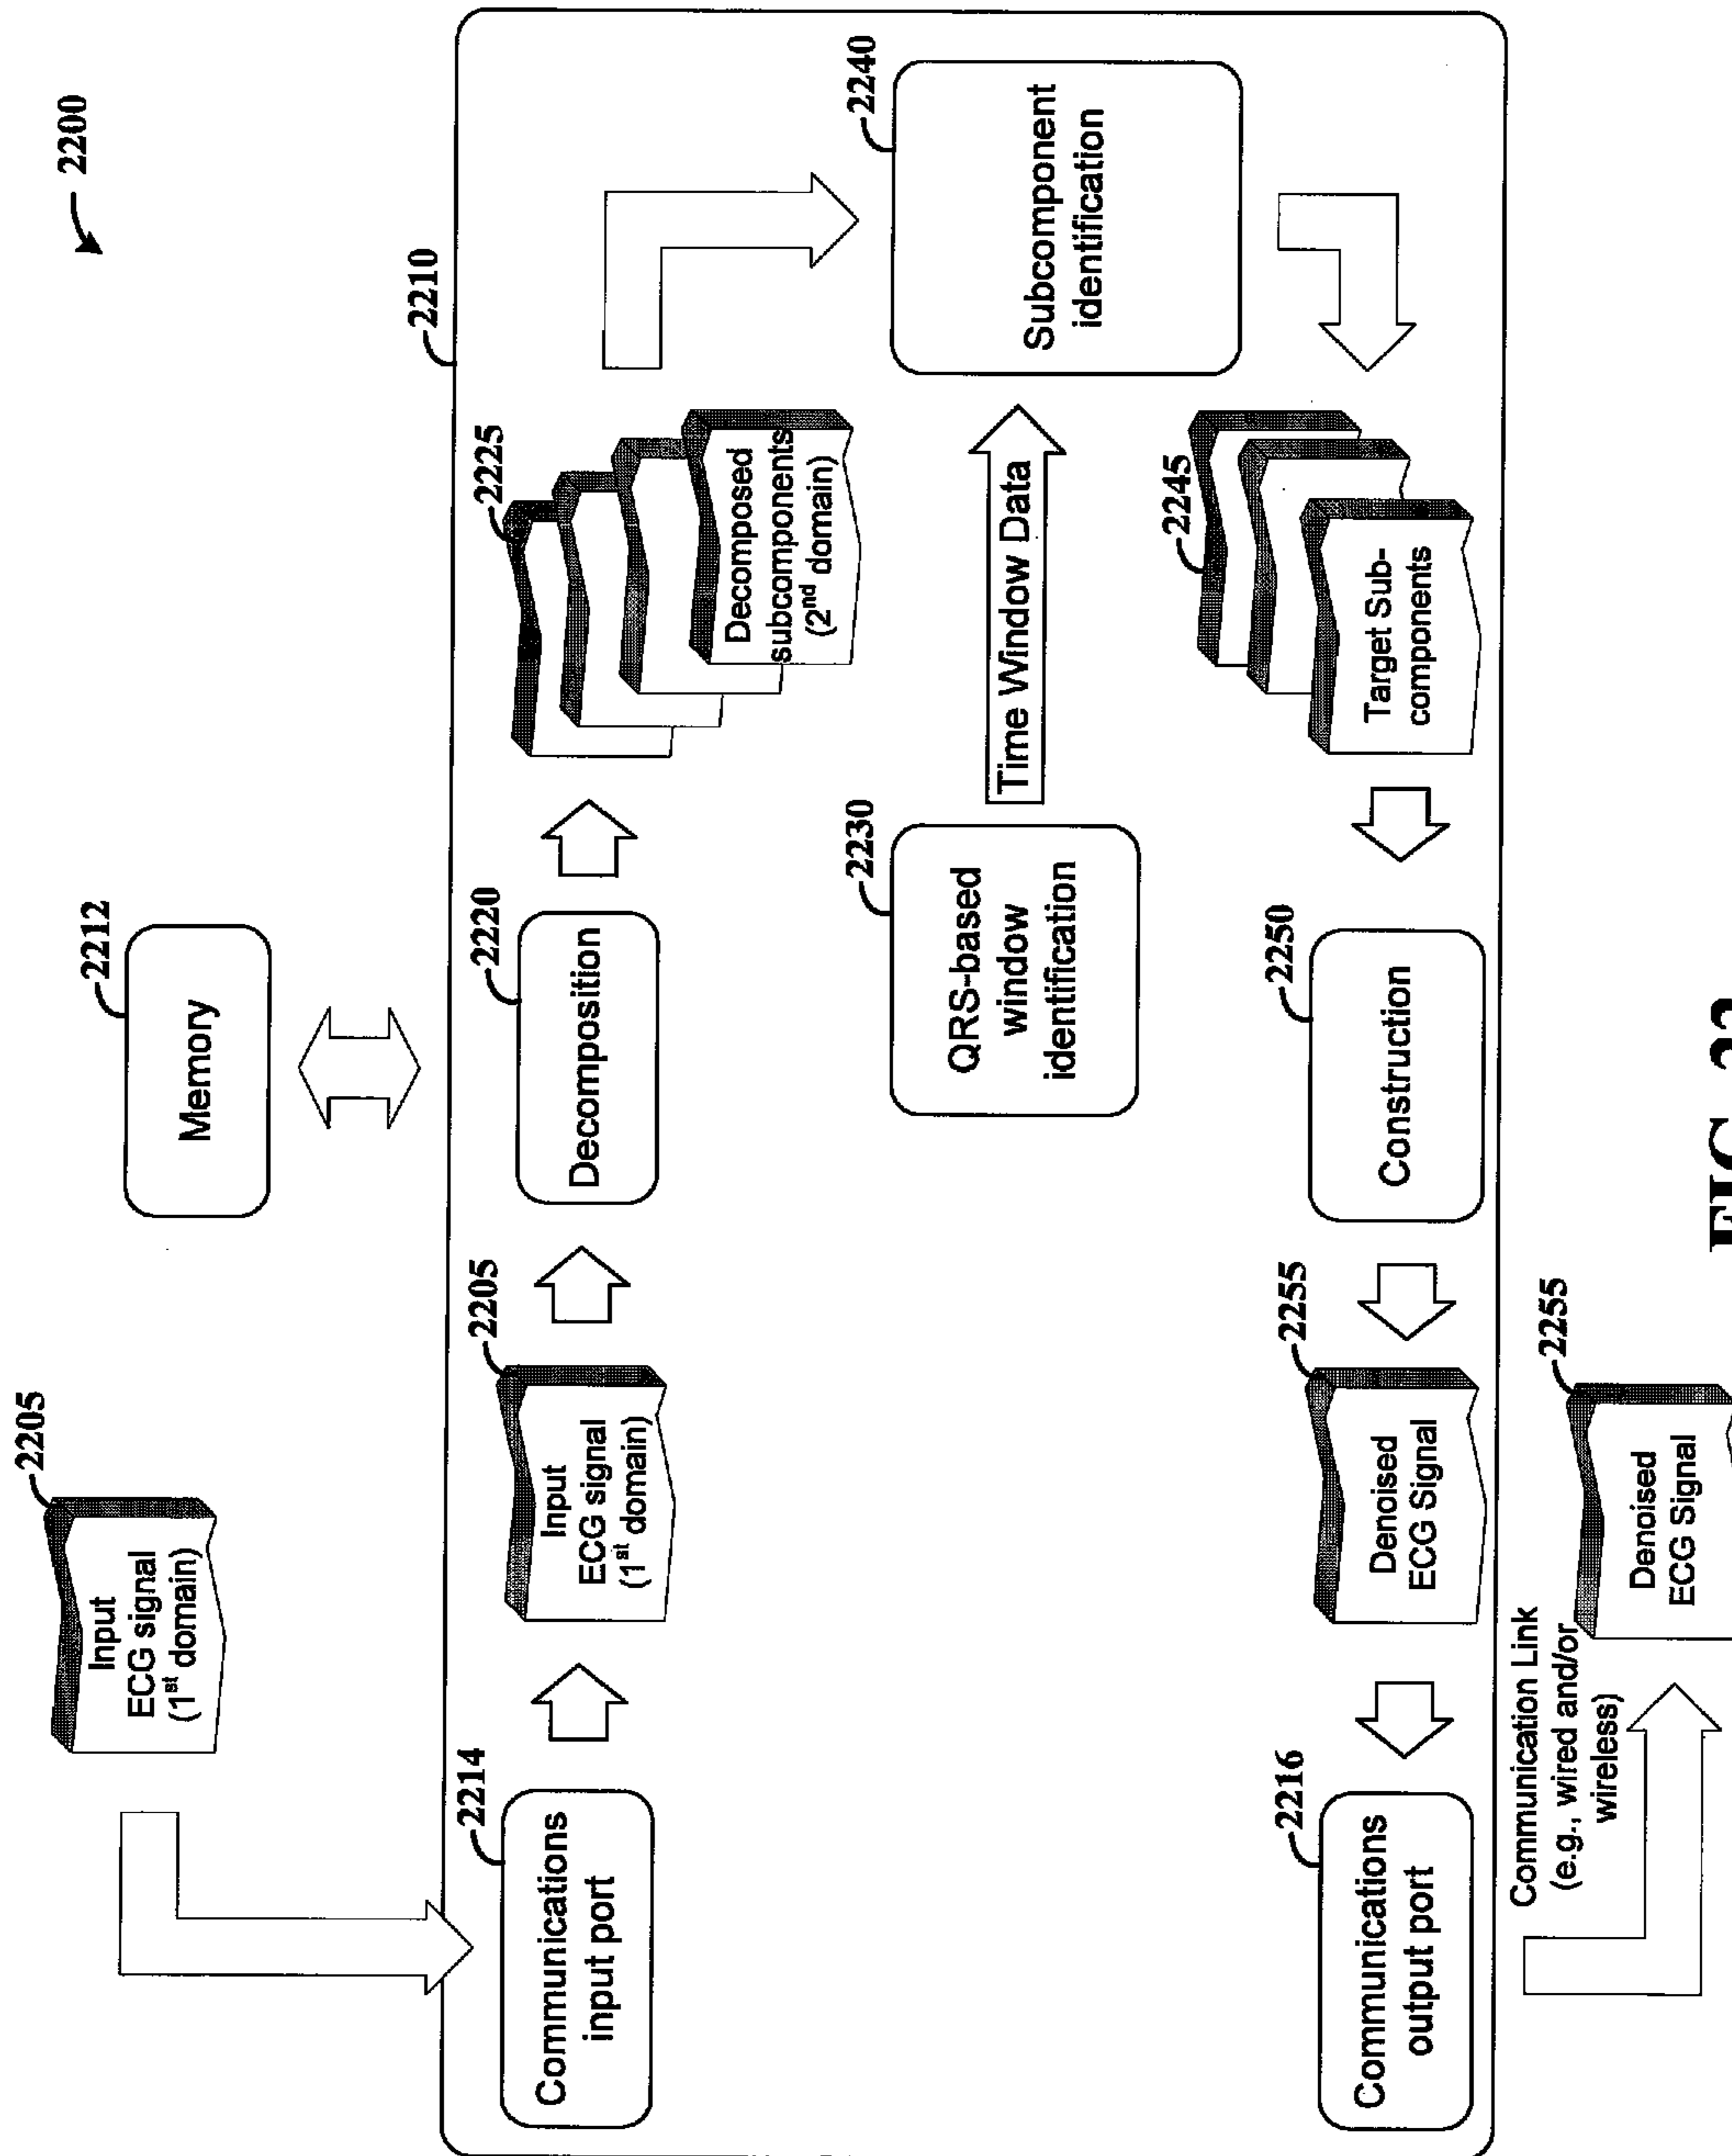 2200
2205
Input
ECG signal
(1st domain)
2212
Memory
2210
2214
Communications
input port
2205
Input
ECG signal
(1st domain)
2220
Decomposition
2225
Decomposed
subcomponents
(2nd domain)
2230
QRS-based
window
identification
Time Window Data
2240
Subcomponent
identification
2245
Target Sub-
components
2250
Construction
2255
Denoised
ECG Signal
2216
Communications
output port
Communication Link
(e.g., wired and/or
wireless)
2255
Denoised
ECG Signal
FIG. 22